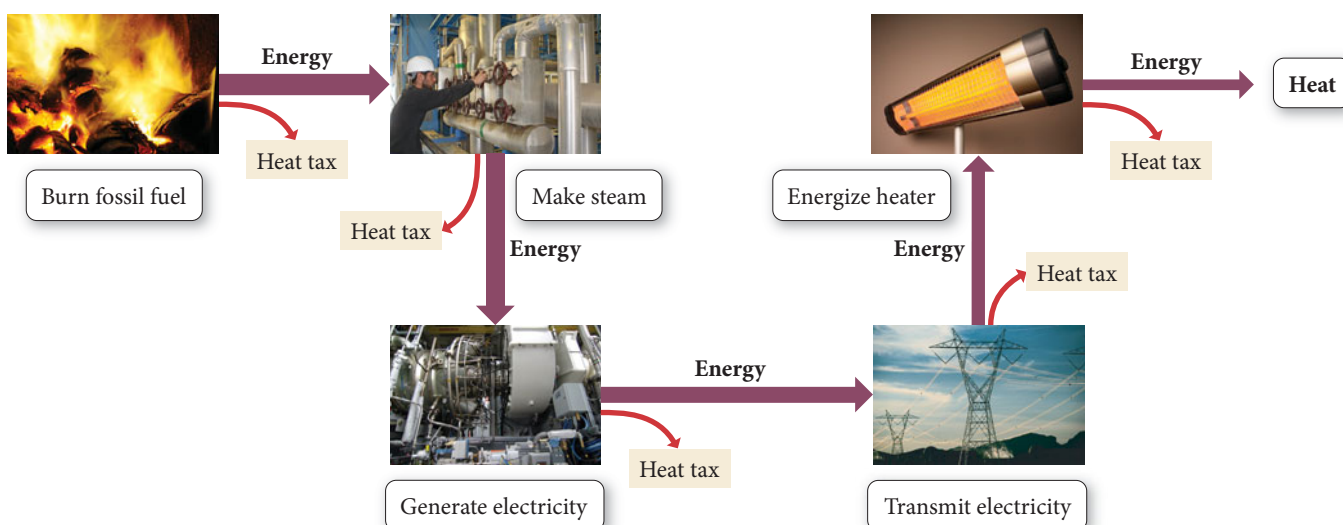 Energy
Heat tax
Burn fossil fuel
Make steam
Heat tax
Energy
Generate electricity
Energy
Heat tax
Transmit electricity
Energy
Heat tax
Energize heater
Energy
Heat tax
Heat